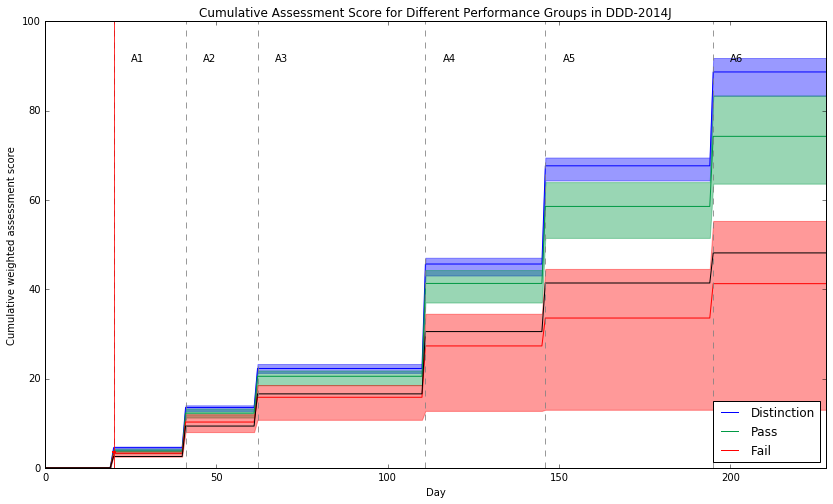 Cumulative Assessment Score for Different Performance Groups in DDD-2014J
100
80
60
40
20
0
Cumulative weighted assessment score
A1 A2 A3 A4 A5 A6
Distinction
Pass
Fail
0 50 100 150 200
Day